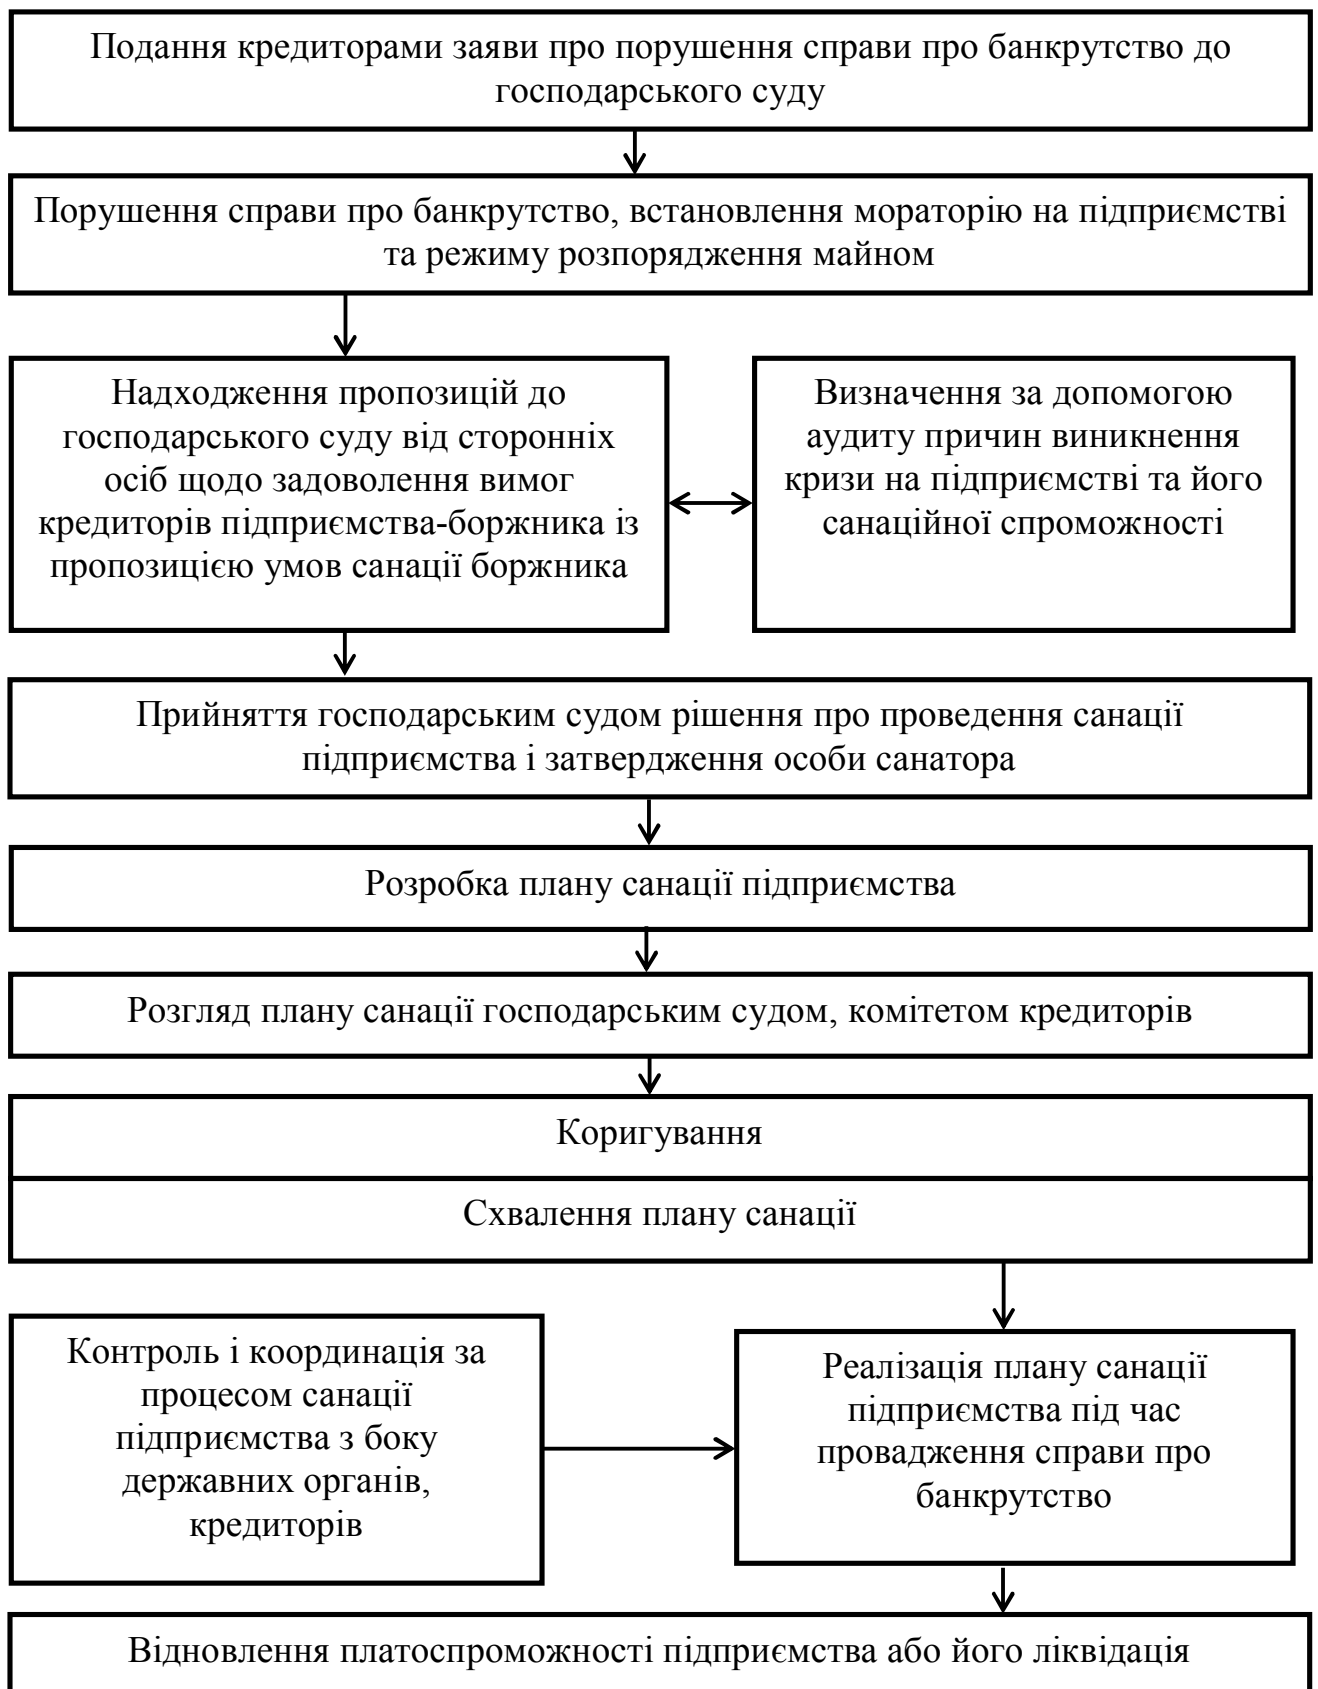 Подання кредиторами заяви про порушення справи про банкрутство до
господарського суду
Порушення справи про банкрутство, встановлення мораторію на підприємстві
та режиму розпорядження майном
Надходження пропозицій до
господарського суду від сторонніх
осіб щодо задоволення вимог
кредиторів підприємства-боржника із
пропозицією умов санації боржника
Визначення за допомогою
аудиту причин виникнення
кризи на підприємстві та його
санаційної спроможності
Прийняття господарським судом рішення про проведення санації
підприємства і затвердження особи санатора
Розробка плану санації підприємства
Розгляд плану санації господарським судом, комітетом кредиторів
Коригування
Схвалення плану санації
Контроль і координація за
процесом санації
підприємства з боку
державних органів,
кредиторів
Реалізація плану санації
підприємства під час
провадження справи про
банкрутство
Відновлення платоспроможності підприємства або його ліквідація